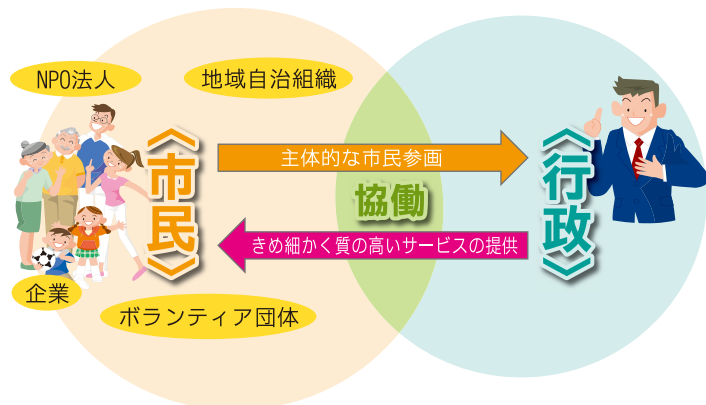 NPO法人
地域自治組織
主体的な市民参画
《市民》
協働
《行政》
きめ細かく質の高いサービスの提供
企業
ボランティア団体